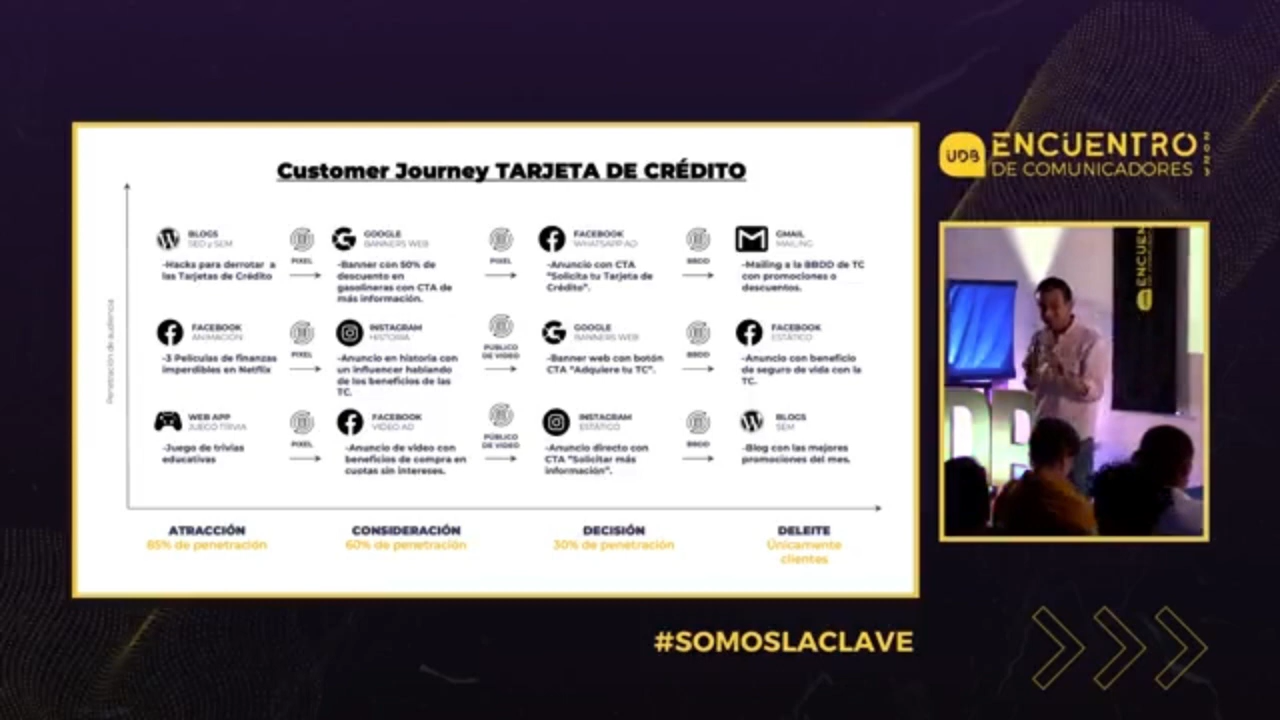 Customer Journey TARJETA DE CRÉDITO
Penetración de audiencia
BLOGS
SEO y SEM
-Hacks para derrotar a
las Tarjetas de Crédito
PIXEL
GOOGLE
BANNERS WEB
-Banner con 50% de
descuento en
gasolineras con CTA de
más información.
PIXEL
FACEBOOK
WHATSAPP AD
-Anuncio con CTA
"Solicita tu Tarjeta de
Crédito".
BBDD
GMAIL
MAILING
-Mailing a la BBDD de TC
con promociones o
descuentos.
FACEBOOK
ANIMACIÓN
-3 Películas de finanzas
imperdibles en Netflix
PIXEL
INSTAGRAM
HISTORIA
-Anuncio en historia con
un influencer hablando
de los beneficios de las
TC.
PÚBLICO
DE VIDEO
GOOGLE
BANNERS WEB
-Banner web con botón
CTA "Adquiere tu TC".
BBDD
FACEBOOK
ESTÁTICO
-Anuncio con beneficio
de seguro de vida con la
TC.
WEB APP
JUEGO TRIVIA
-Juego de trivias
educativas
PIXEL
FACEBOOK
VIDEO AD
-Anuncio de video con
beneficios de compra en
cuotas sin intereses.
PÚBLICO
DE VIDEO
INSTAGRAM
ESTÁTICO
-Anuncio directo con
CTA "Solicitar más
información".
BBDD
BLOGS
SEM
-Blog con las mejores
promociones del mes.
ATRACCIÓN
85% de penetración
CONSIDERACIÓN
60% de penetración
DECISIÓN
30% de penetración
DELEITE
Únicamente
clientes
UDB
ENCUENTRO
DE COMUNICADORES
ENCUEN
#SOMOSLACLAVE